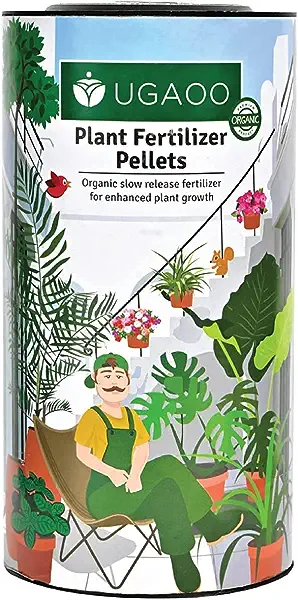 UGAOO
ORGANIC
Plant Fertilizer
Pellets
Organic slow release fertilizer
for enhanced plant growth